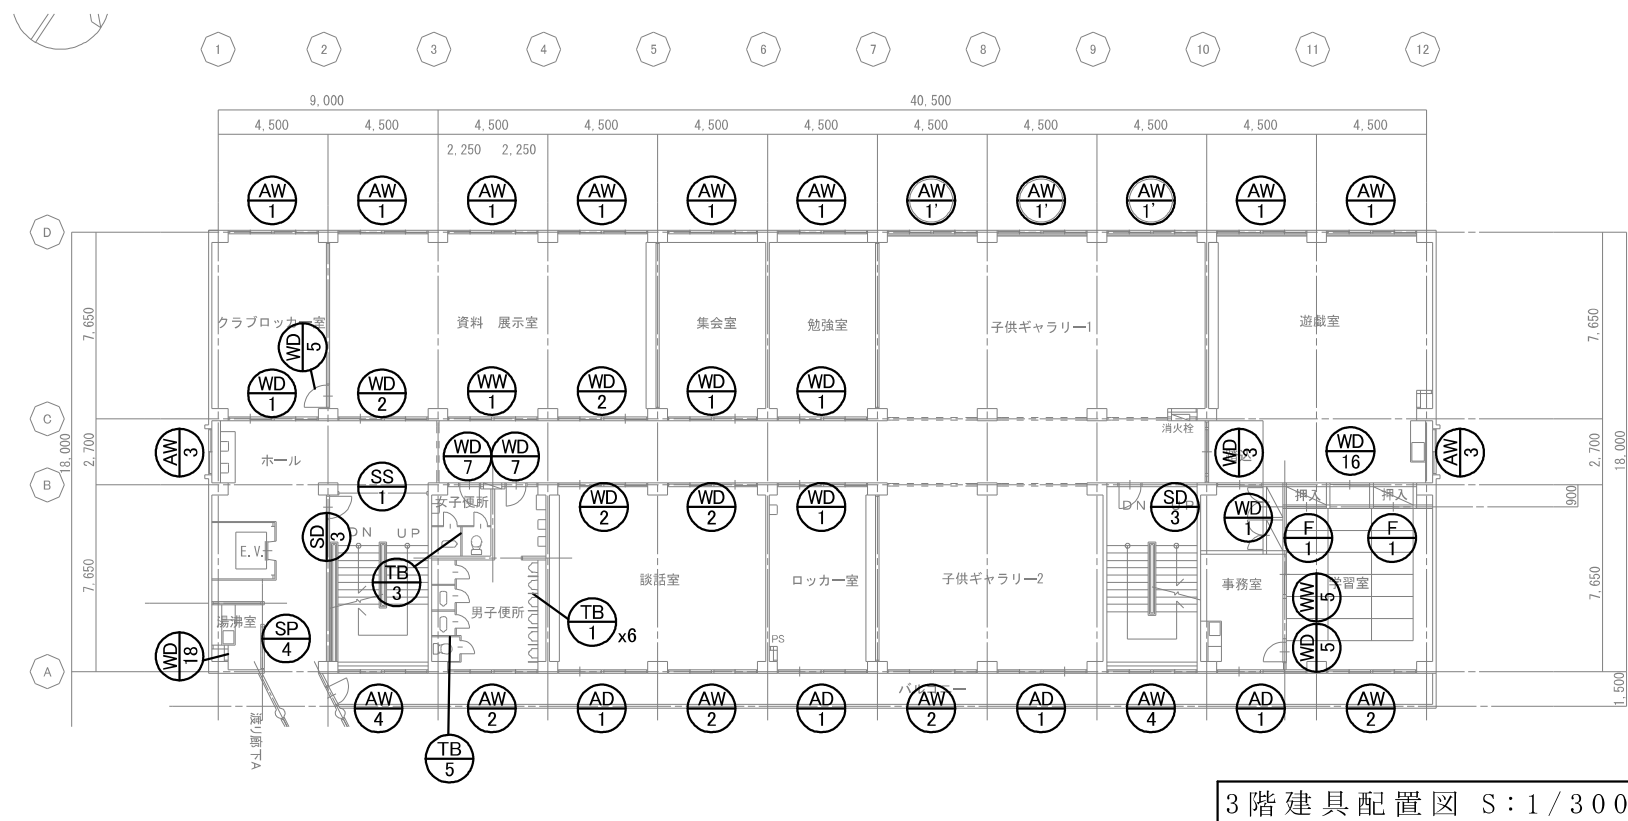 1 2 3 4 5 6 7 8 9 10 11 12
9,000 40,500
4,500 4,500 4,500 4,500 4,500 4,500 4,500 4,500 4,500 4,500 4,500
2,250 2,250
AW AW AW AW AW AW AW AW AW AW AW
1 1 1 1 1 1 1' 1' 1' 1 1
D
7,650
クラブロッカー室 資料 展示室 集会室 勉強室 子供ギャラリー1 遊戯室
7,650
WD
5
WD WD WW WD WD WD
1 2 1 2 1 1
C
消火栓
18,000
2,700
AW
3
ホール
WD WD
7 7
WD
3
WD
16
AW
3
2,700
18,000
B
SS
1
女子便所
WD WD WD
2 2 1
DN UP
SD
3
DN UP
SD
3
WD
1
押入 押入
900
F F
1 1
E.V.
7,650
TB
3
談話室 ロッカー室 子供ギャラリー2 事務室 学習室
7,650
男子便所
TB
1 x6
WW
5
湯沸室
SP
4
PS
WD
5
WD
18
A
バルコニー
1,500
AW AW AD AW AD AW AD AW AD AW
4 2 1 2 1 2 1 4 1 2
渡り廊下A
TB
5
3階建具配置図 S:1/300